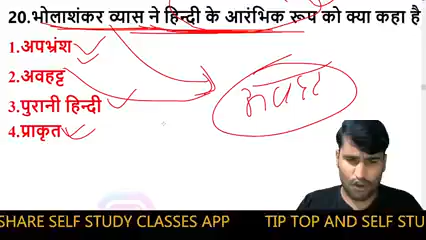 20.भोलाशंकर व्यास ने हिन्दी के आरंभिक रूप को क्या कहा है
1.अपभ्रंश
2.अवहट्ट
3.पुरानी हिन्दी
4.प्राकृत
अवहट्ट
SHARE SELF STUDY CLASSES APP TIP TOP AND SELF STU